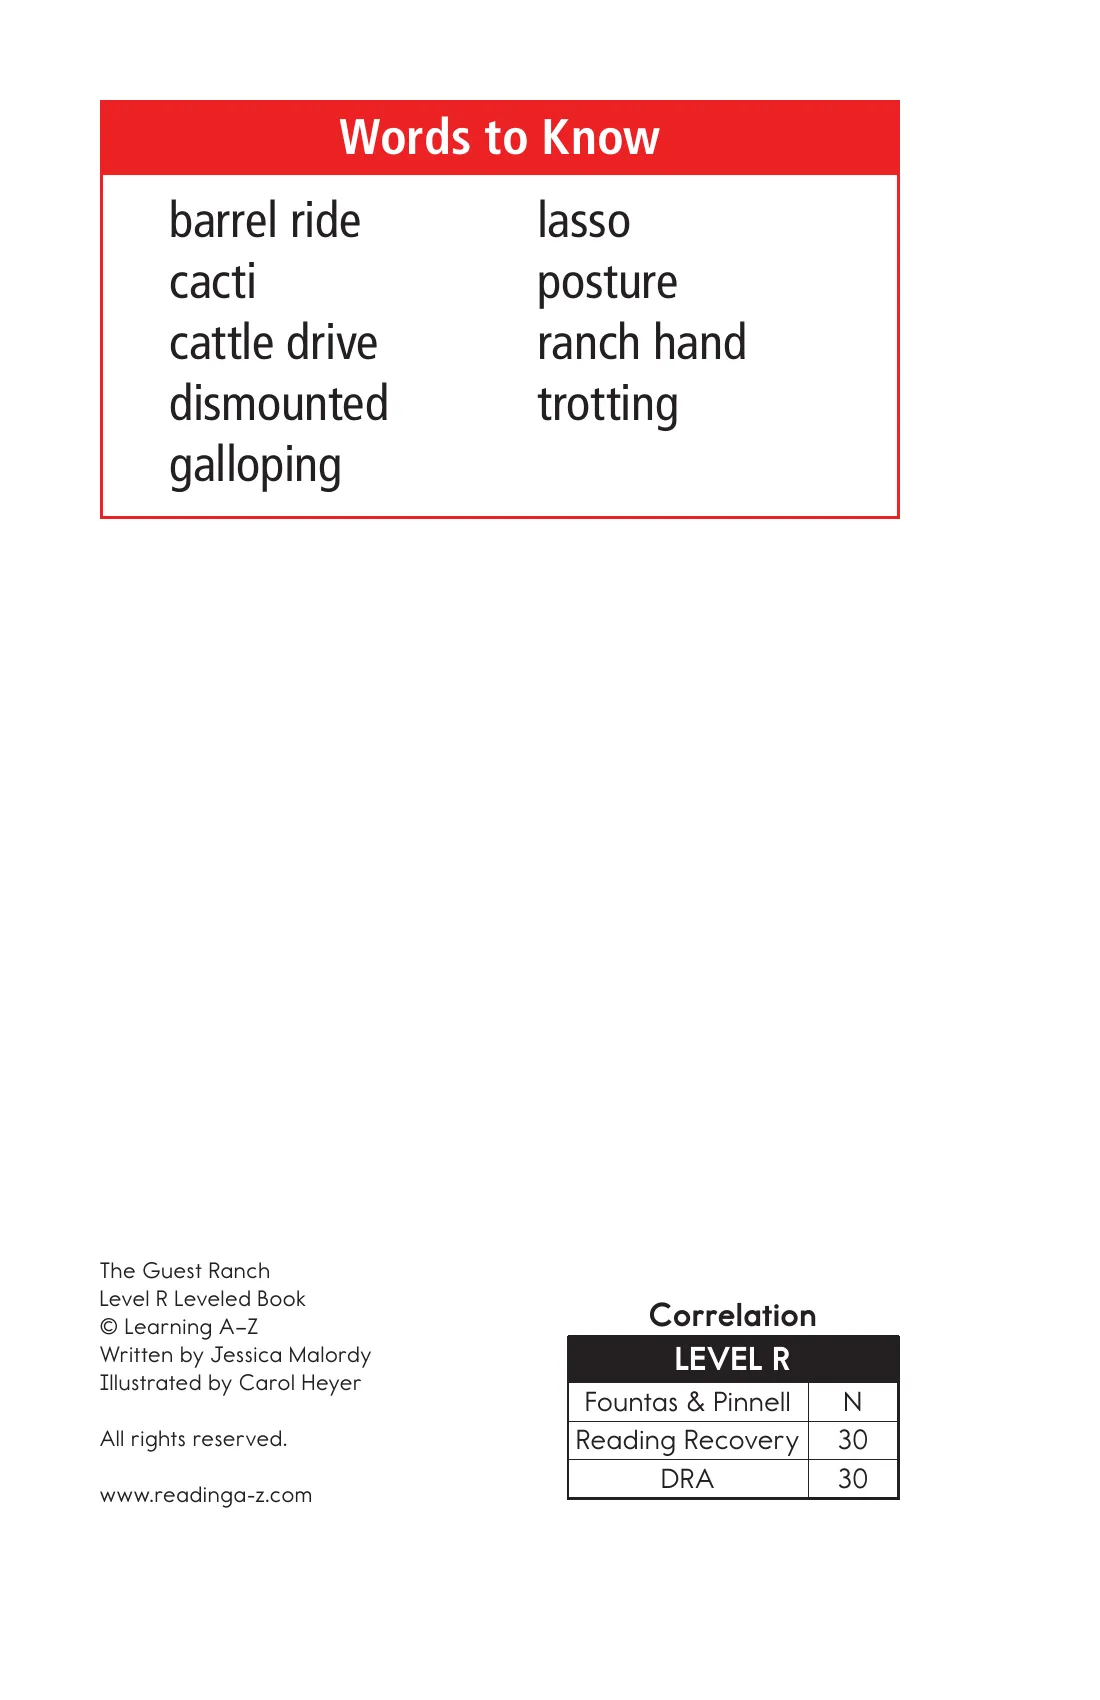 Words to Know
barrel ride
cacti
cattle drive
dismounted
galloping
lasso
posture
ranch hand
trotting
The Guest Ranch
Level R Leveled Book
© Learning A–Z
Written by Jessica Malordy
Illustrated by Carol Heyer
All rights reserved.
www.readinga-z.com
Correlation
LEVEL R
Fountas & Pinnell N
Reading Recovery 30
DRA 30